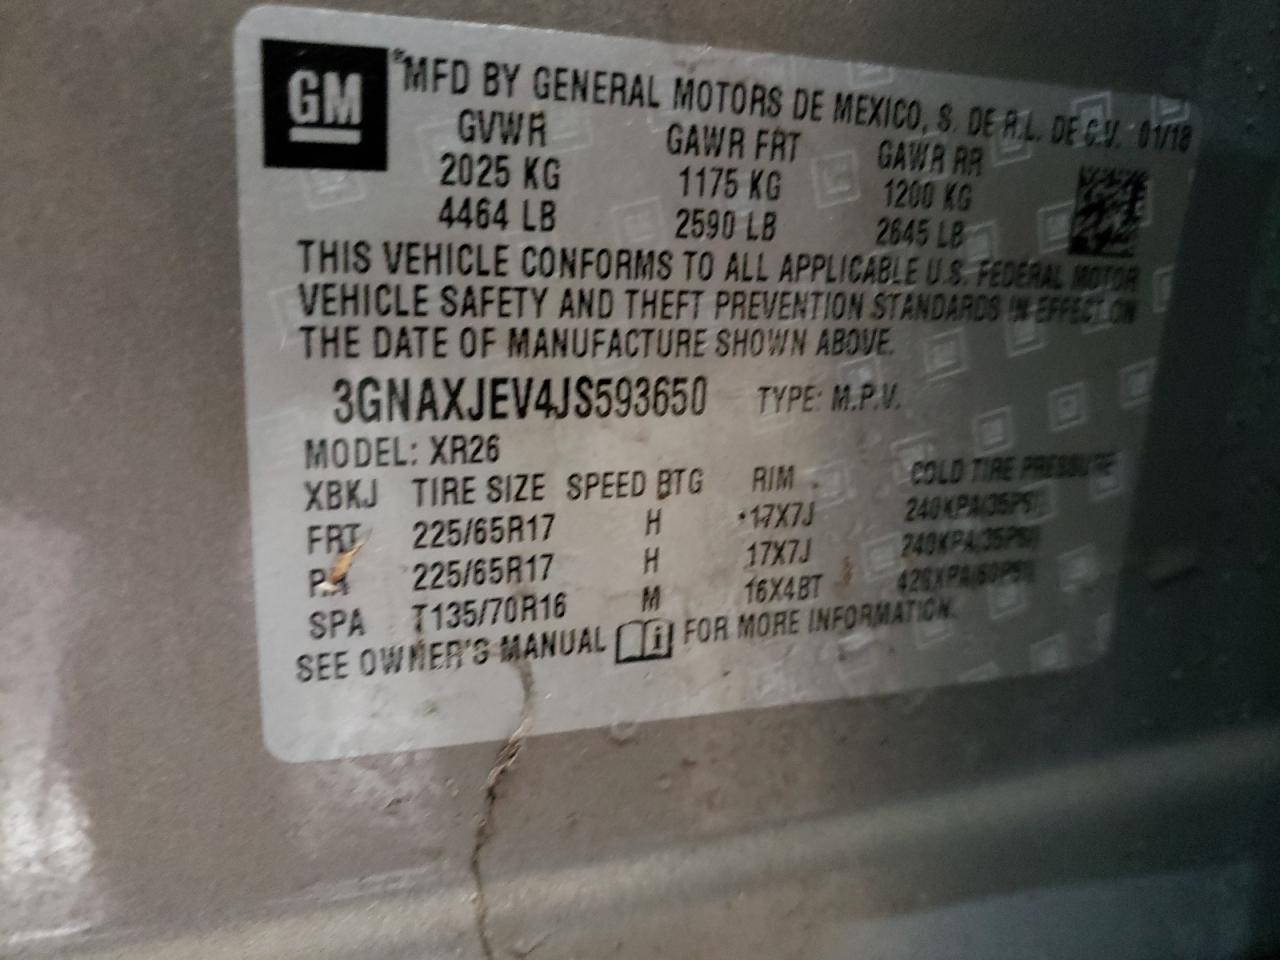 GM
MFD BY GENERAL MOTORS DE MEXICO, S. DE R.L. DE C.V. 01/18
GVWR GAWR FRT GAWR RR
2025 KG 1175 KG 1200 KG
4464 LB 2590 LB 2645 LB
THIS VEHICLE CONFORMS TO ALL APPLICABLE U.S. FEDERAL MOTOR
VEHICLE SAFETY AND THEFT PREVENTION STANDARDS IN EFFECT ON
THE DATE OF MANUFACTURE SHOWN ABOVE.
3GNAXJEV4JS593650 TYPE: M.P.V.
MODEL: XR26
XBKJ TIRE SIZE SPEED RTG RIM COLD TIRE PRESSURE
FRT 225/65R17 H 17X7J 240KPA(35PSI)
225/65R17 H 17X7J 240KPA(35PSI)
SPA T135/70R16 M 16X4BT 420KPA(60PSI)
SEE OWNER'S MANUAL FOR MORE INFORMATION.